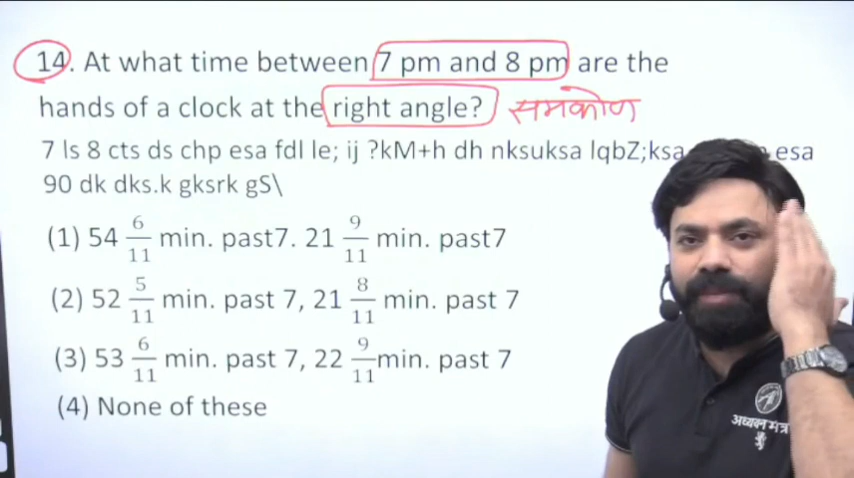 14. At what time between 7 pm and 8 pm are the
hands of a clock at the right angle? समकोण
7 ls 8 cts ds chp esa fdl le; ij ?kM+h dh nksuksa lqbZ;ksa esa
90 dk dks.k gksrk gS\
(1) 54 6/11 min. past7. 21 9/11 min. past7
(2) 52 5/11 min. past 7, 21 8/11 min. past 7
(3) 53 6/11 min. past 7, 22 9/11 min. past 7
(4) None of these
अध्ययन मंत्र